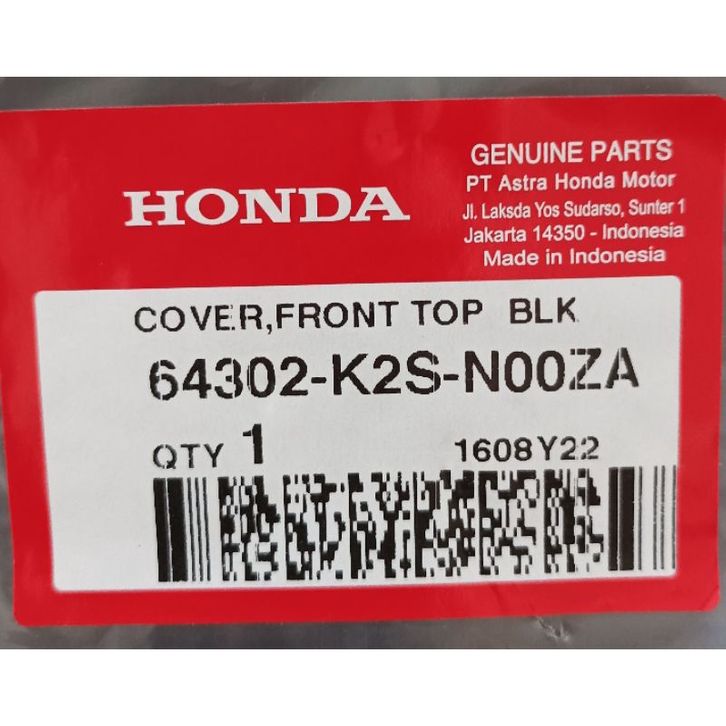 HONDA
GENUINE PARTS
PT Astra Honda Motor
Jl. Laksda Yos Sudarso, Sunter 1
Jakarta 14350 - Indonesia
Made in Indonesia
COVER,FRONT TOP BLK
64302-K2S-N00ZA
QTY 1 1608Y22